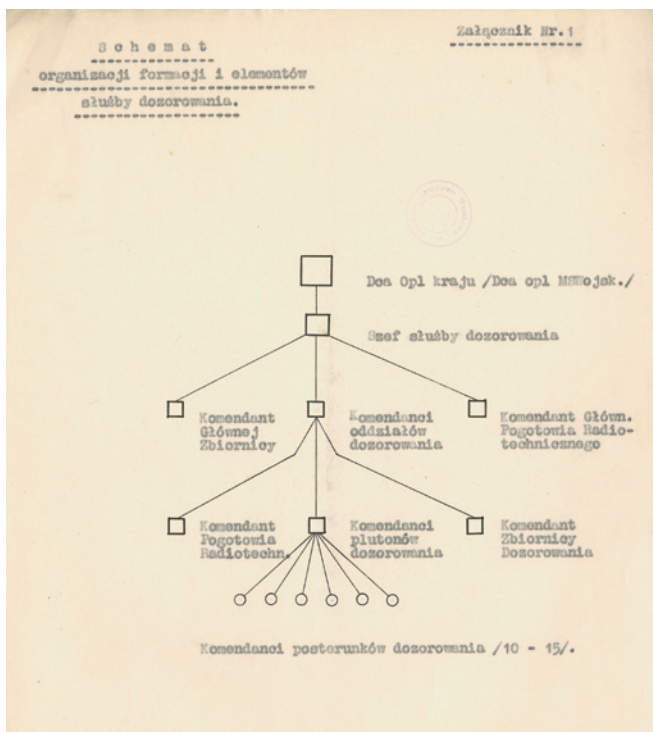 Załącznik Nr.1
Schemat
organizacji formacji i elementów
służby dozorowania.
Dca Opl kraju /Dca opl MSWojsk./
Szef służby dozorowania
Komendant
Głównej
Zbiornicy
Komendanci
oddziałów
dozorowania
Komendant Główn.
Pogotowia Radio-
technicznego
Komendant
Pogotowia
Radiotechn.
Komendanci
plutonów
dozorowania
Komendant
Zbiornicy
Dozorowania
Komendanci posterunków dozorowania /10 - 15/.